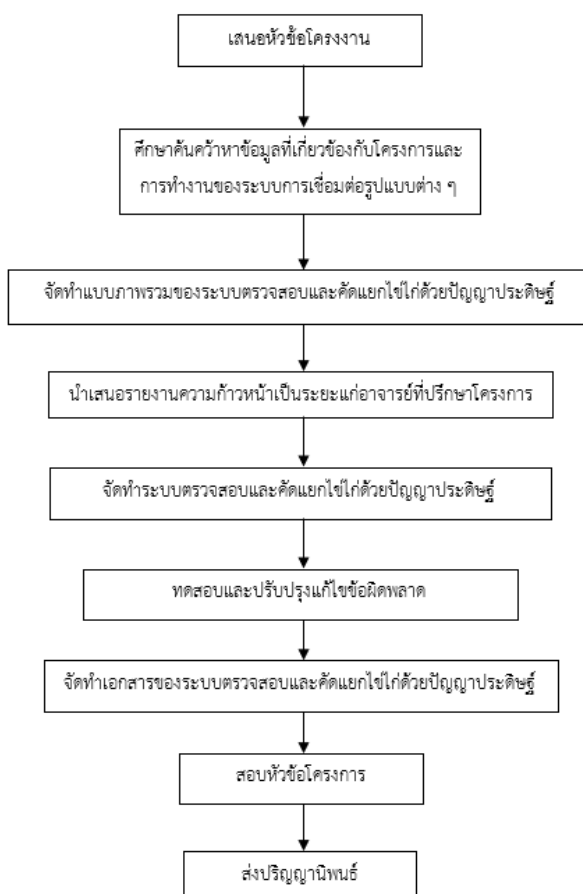 เสนอหัวข้อโครงงาน
ศึกษาค้นคว้าหาข้อมูลที่เกี่ยวข้องกับโครงการและ
การทำงานของระบบการเชื่อมต่อรูปแบบต่าง ๆ
จัดทำแบบภาพรวมของระบบตรวจสอบและคัดแยกไข่ไก่ด้วยปัญญาประดิษฐ์
นำเสนอรายงานความก้าวหน้าเป็นระยะแก่อาจารย์ที่ปรึกษาโครงการ
จัดทำระบบตรวจสอบและคัดแยกไข่ไก่ด้วยปัญญาประดิษฐ์
ทดสอบและปรับปรุงแก้ไขข้อผิดพลาด
จัดทำเอกสารของระบบตรวจสอบและคัดแยกไข่ไก่ด้วยปัญญาประดิษฐ์
สอบหัวข้อโครงการ
ส่งปริญญานิพนธ์